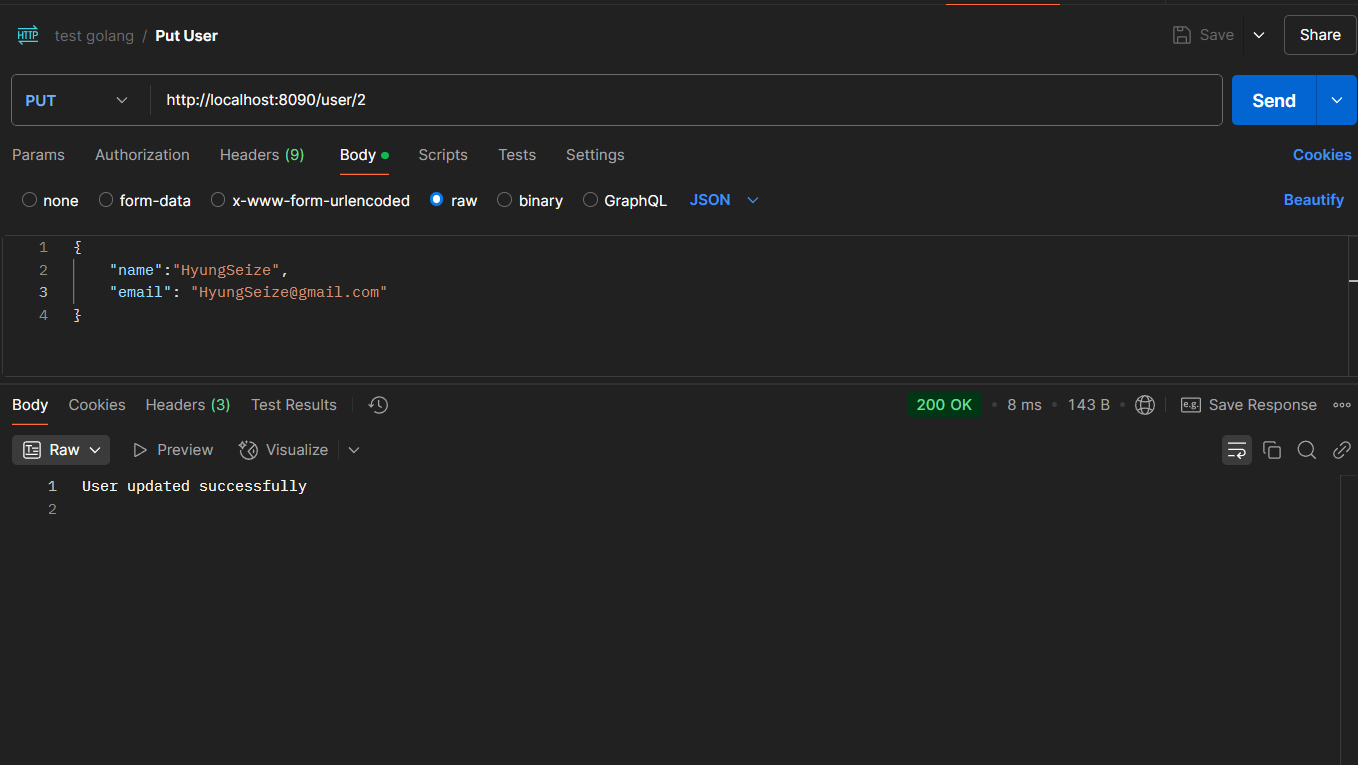 HTTP test golang / Put User Save Share
PUT http://localhost:8090/user/2 Send
Params Authorization Headers (9) Body Scripts Tests Settings Cookies
none form-data x-www-form-urlencoded raw binary GraphQL JSON Beautify
1 {
2 "name":"HyungSeize",
3 "email": "HyungSeize@gmail.com"
4 }
Body Cookies Headers (3) Test Results 200 OK • 8 ms • 143 B • e.g. Save Response
Raw Preview Visualize
1 User updated successfully
2